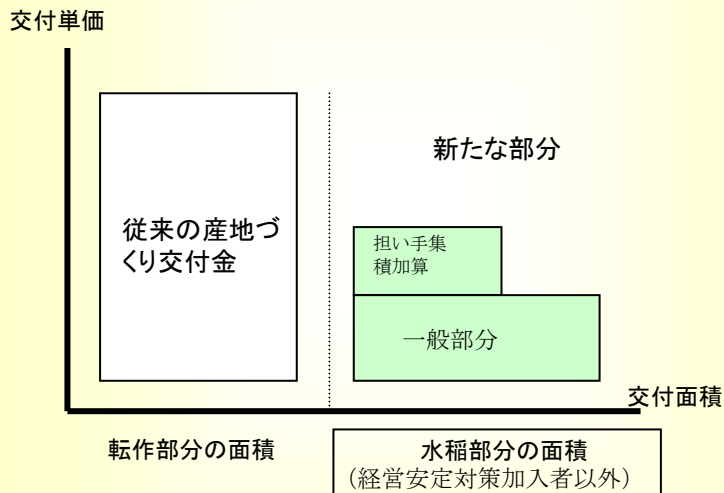 交付単価
新たな部分
従来の産地づ
くり交付金
担い手集
積加算
一般部分
交付面積
転作部分の面積
水稲部分の面積
(経営安定対策加入者以外)